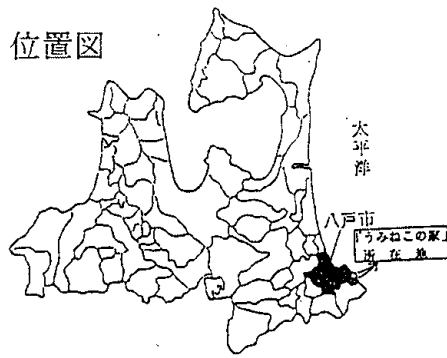 位置図
太平洋
八戸市
「うみねこの家」
所在地